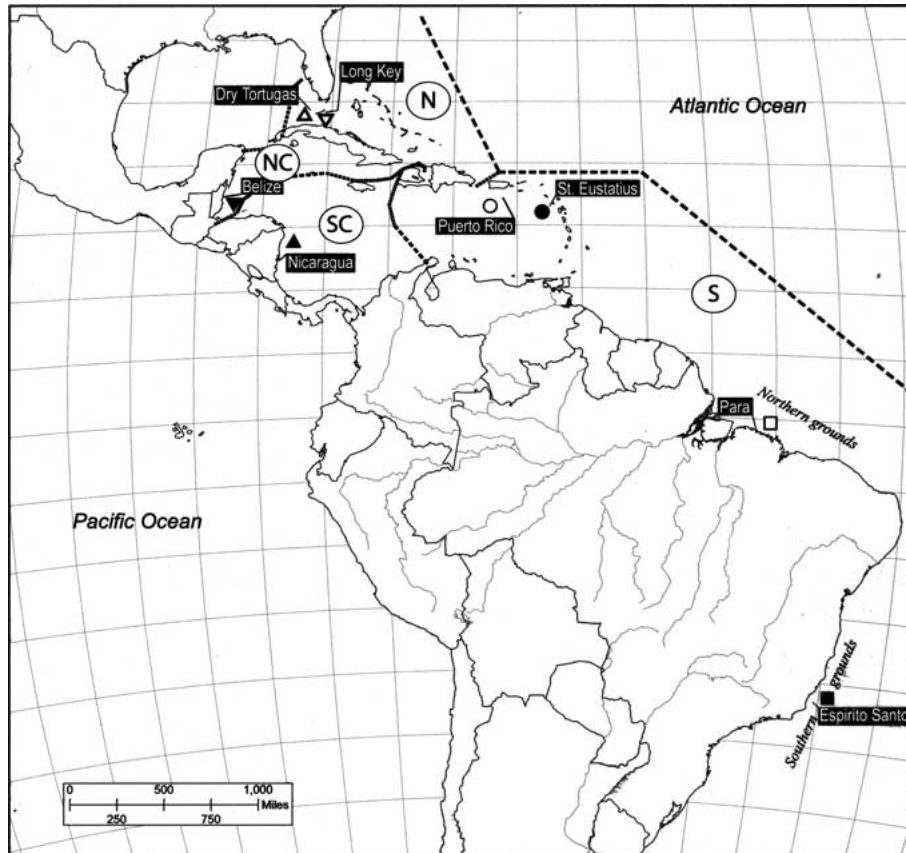 Long Key
Dry Tortugas
N
Atlantic Ocean
NC
Belize
St. Eustatius
SC
Puerto Rico
Nicaragua
S
Para
Northern grounds
Pacific Ocean
Southern grounds
Espirito Santo
0 500 1,000
Miles
250 750